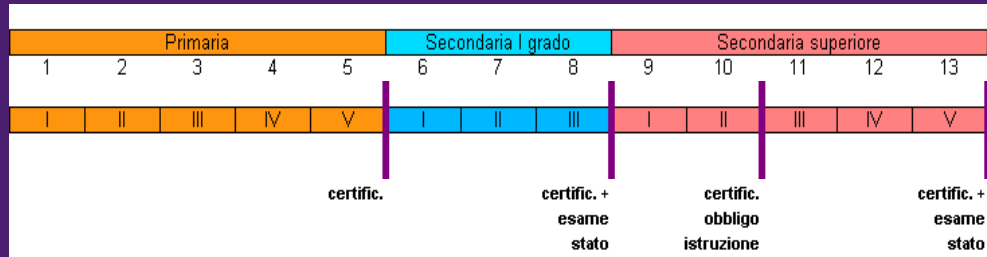 Primaria Secondaria I grado Secondaria superiore
1 2 3 4 5 6 7 8 9 10 11 12 13
I II III IV V I II III I II III IV V
certific. certific. + certific. certific. +
esame obbligo esame
stato istruzione stato